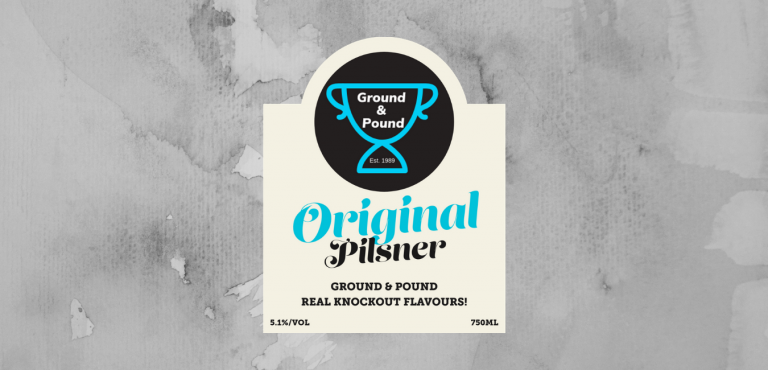 Ground
&
Pound
Est. 1989
Original
Pilsner
GROUND & POUND
REAL KNOCKOUT FLAVOURS!
5.1%/VOL 750ML